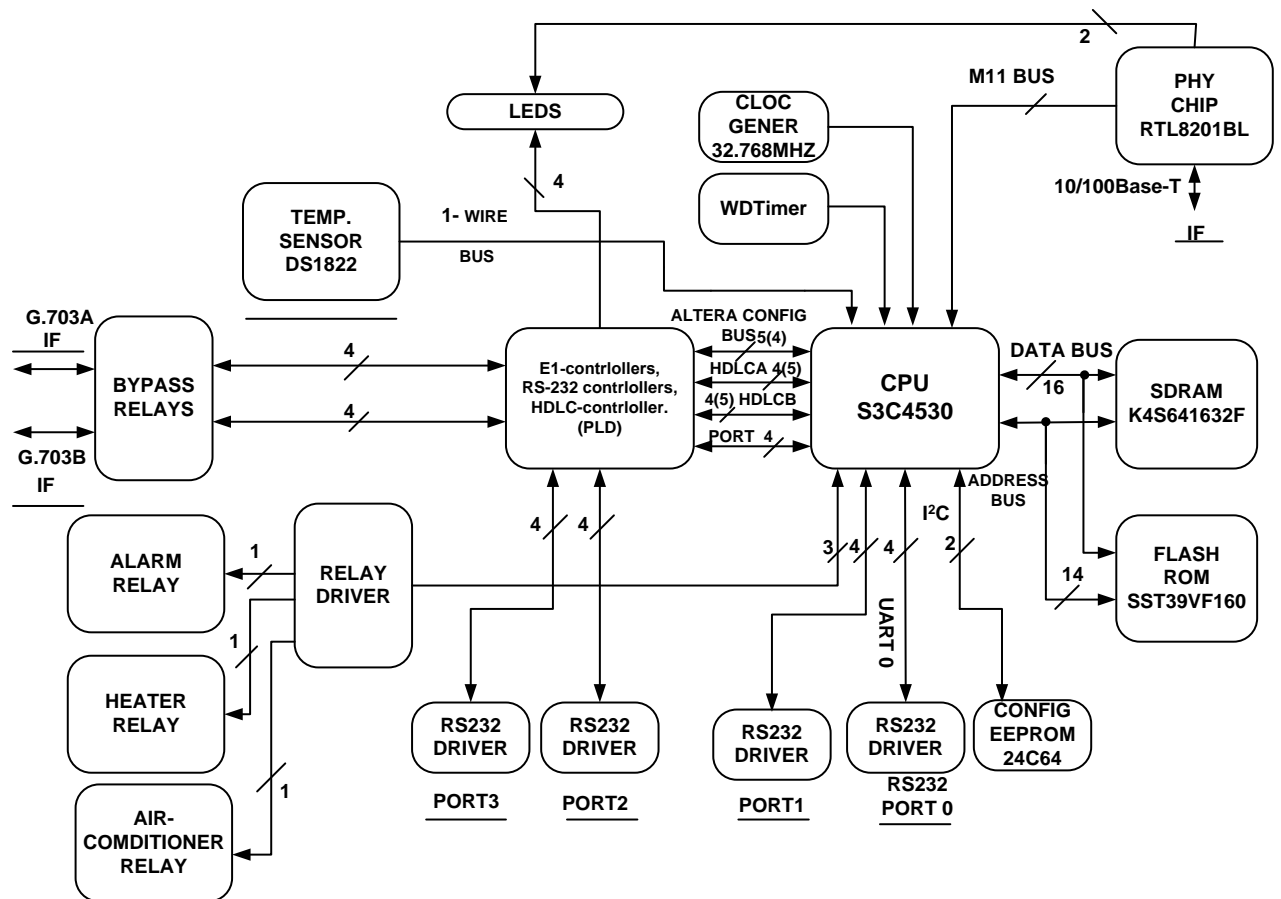 2
M11 BUS
PHY
CHIP
RTL8201BL
10/100Base-T
IF
LEDS
4
CLOC
GENER
32.768MHZ
WDTimer
TEMP.
SENSOR
DS1822
1- WIRE
BUS
G.703A
IF
BYPASS
RELAYS
G.703B
IF
4
4
E1-contrlollers,
RS-232 contrlollers,
HDLC-contrloller.
(PLD)
ALTERA CONFIG
BUS 5(4)
HDLCA 4(5)
4(5) HDLCB
PORT 4
CPU
S3C4530
DATA BUS
16
SDRAM
K4S641632F
ADDRESS
BUS
14
FLASH
ROM
SST39VF160
ALARM
RELAY
1
RELAY
DRIVER
HEATER
RELAY
1
AIR-
COMDITIONER
RELAY
1
4
4
3
4
4
I²C
2
UART 0
RS232
DRIVER
PORT3
RS232
DRIVER
PORT2
RS232
DRIVER
PORT1
RS232
DRIVER
RS232
PORT 0
CONFIG
EEPROM
24C64